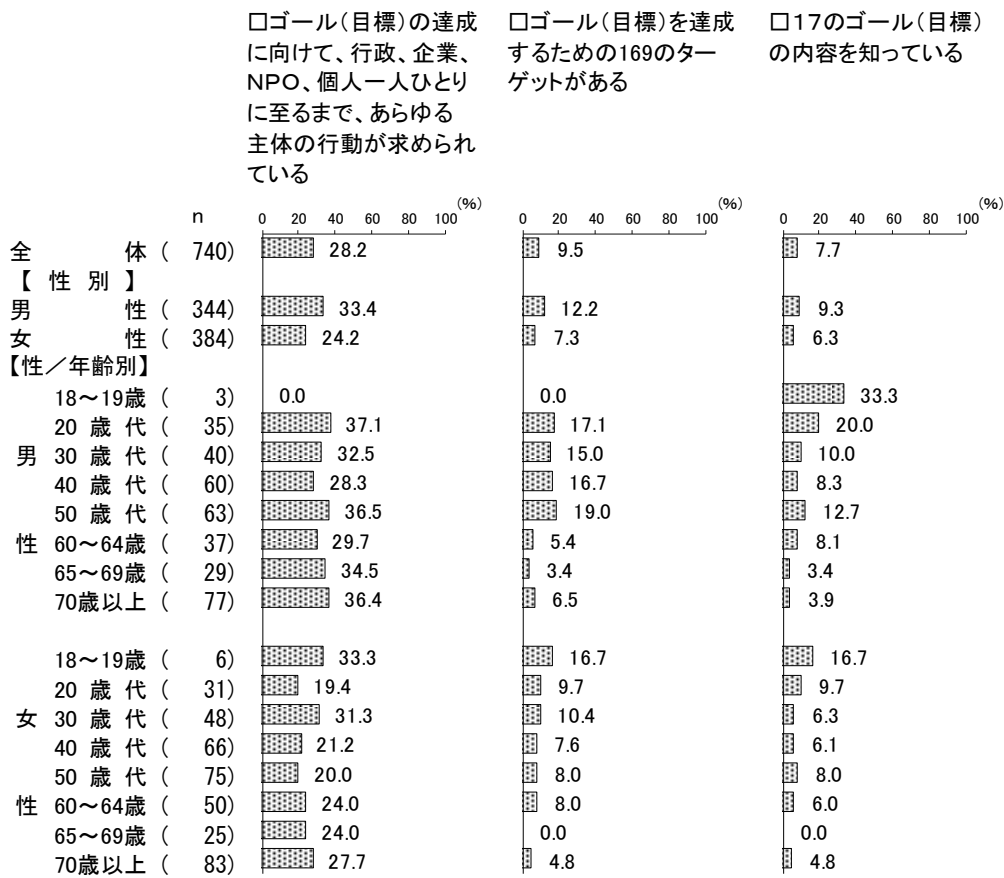 □ゴール(目標)の達成
に向けて、行政、企業、
NPO、個人一人ひとり
に至るまで、あらゆる
主体の行動が求められ
ている
□ゴール(目標)を達成
するための169のター
ゲットがある
□17のゴール(目標)
の内容を知っている
n 0 20 40 60 80 100 (%) 0 20 40 60 80 100 (%) 0 20 40 60 80 100 (%)
全体 ( 740) 28.2 9.5 7.7
【性別】
男性 ( 344) 33.4 12.2 9.3
女性 ( 384) 24.2 7.3 6.3
【性/年齢別】
18~19歳 ( 3) 0.0 0.0 33.3
20歳代 ( 35) 37.1 17.1 20.0
男 30歳代 ( 40) 32.5 15.0 10.0
40歳代 ( 60) 28.3 16.7 8.3
50歳代 ( 63) 36.5 19.0 12.7
性 60~64歳 ( 37) 29.7 5.4 8.1
65~69歳 ( 29) 34.5 3.4 3.4
70歳以上 ( 77) 36.4 6.5 3.9
18~19歳 ( 6) 33.3 16.7 16.7
20歳代 ( 31) 19.4 9.7 9.7
女 30歳代 ( 48) 31.3 10.4 6.3
40歳代 ( 66) 21.2 7.6 6.1
50歳代 ( 75) 20.0 8.0 8.0
性 60~64歳 ( 50) 24.0 8.0 6.0
65~69歳 ( 25) 24.0 0.0 0.0
70歳以上 ( 83) 27.7 4.8 4.8